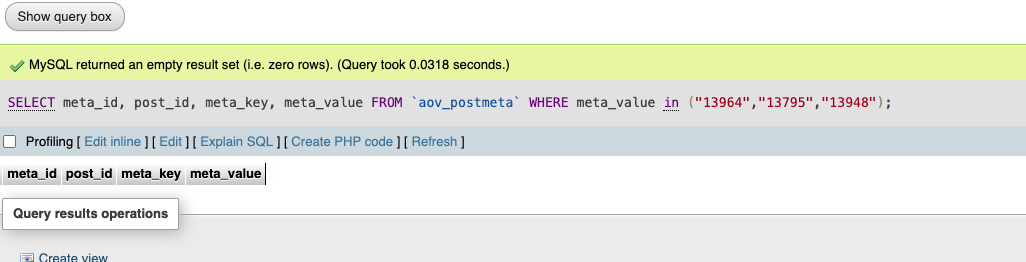 Show query box
MySQL returned an empty result set (i.e. zero rows). (Query took 0.0318 seconds.)
SELECT meta_id, post_id, meta_key, meta_value FROM `aov_postmeta` WHERE meta_value in ("13964","13795","13948");
Profiling [ Edit inline ] [ Edit ] [ Explain SQL ] [ Create PHP code ] [ Refresh ]
meta_id post_id meta_key meta_value
Query results operations
Create view